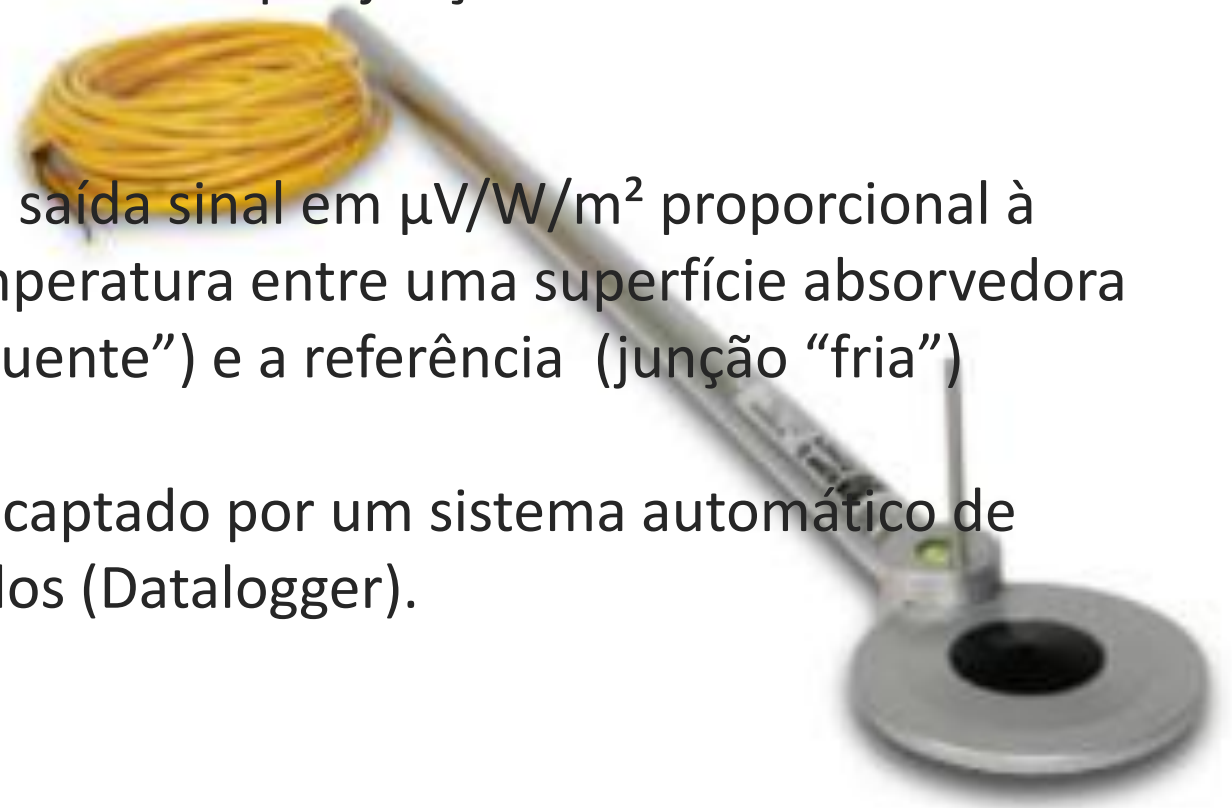 saída sinal em μV/W/m² proporcional à
mperatura entre uma superfície absorvedora
uente”) e a referência (junção “fria”)
captado por um sistema automático de
los (Datalogger).